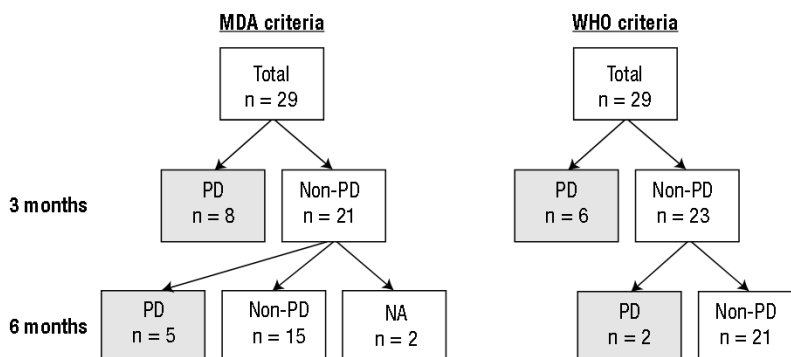 MDA criteria
WHO criteria
Total
n = 29
Total
n = 29
3 months
PD
n = 8
Non-PD
n = 21
PD
n = 6
Non-PD
n = 23
6 months
PD
n = 5
Non-PD
n = 15
NA
n = 2
PD
n = 2
Non-PD
n = 21